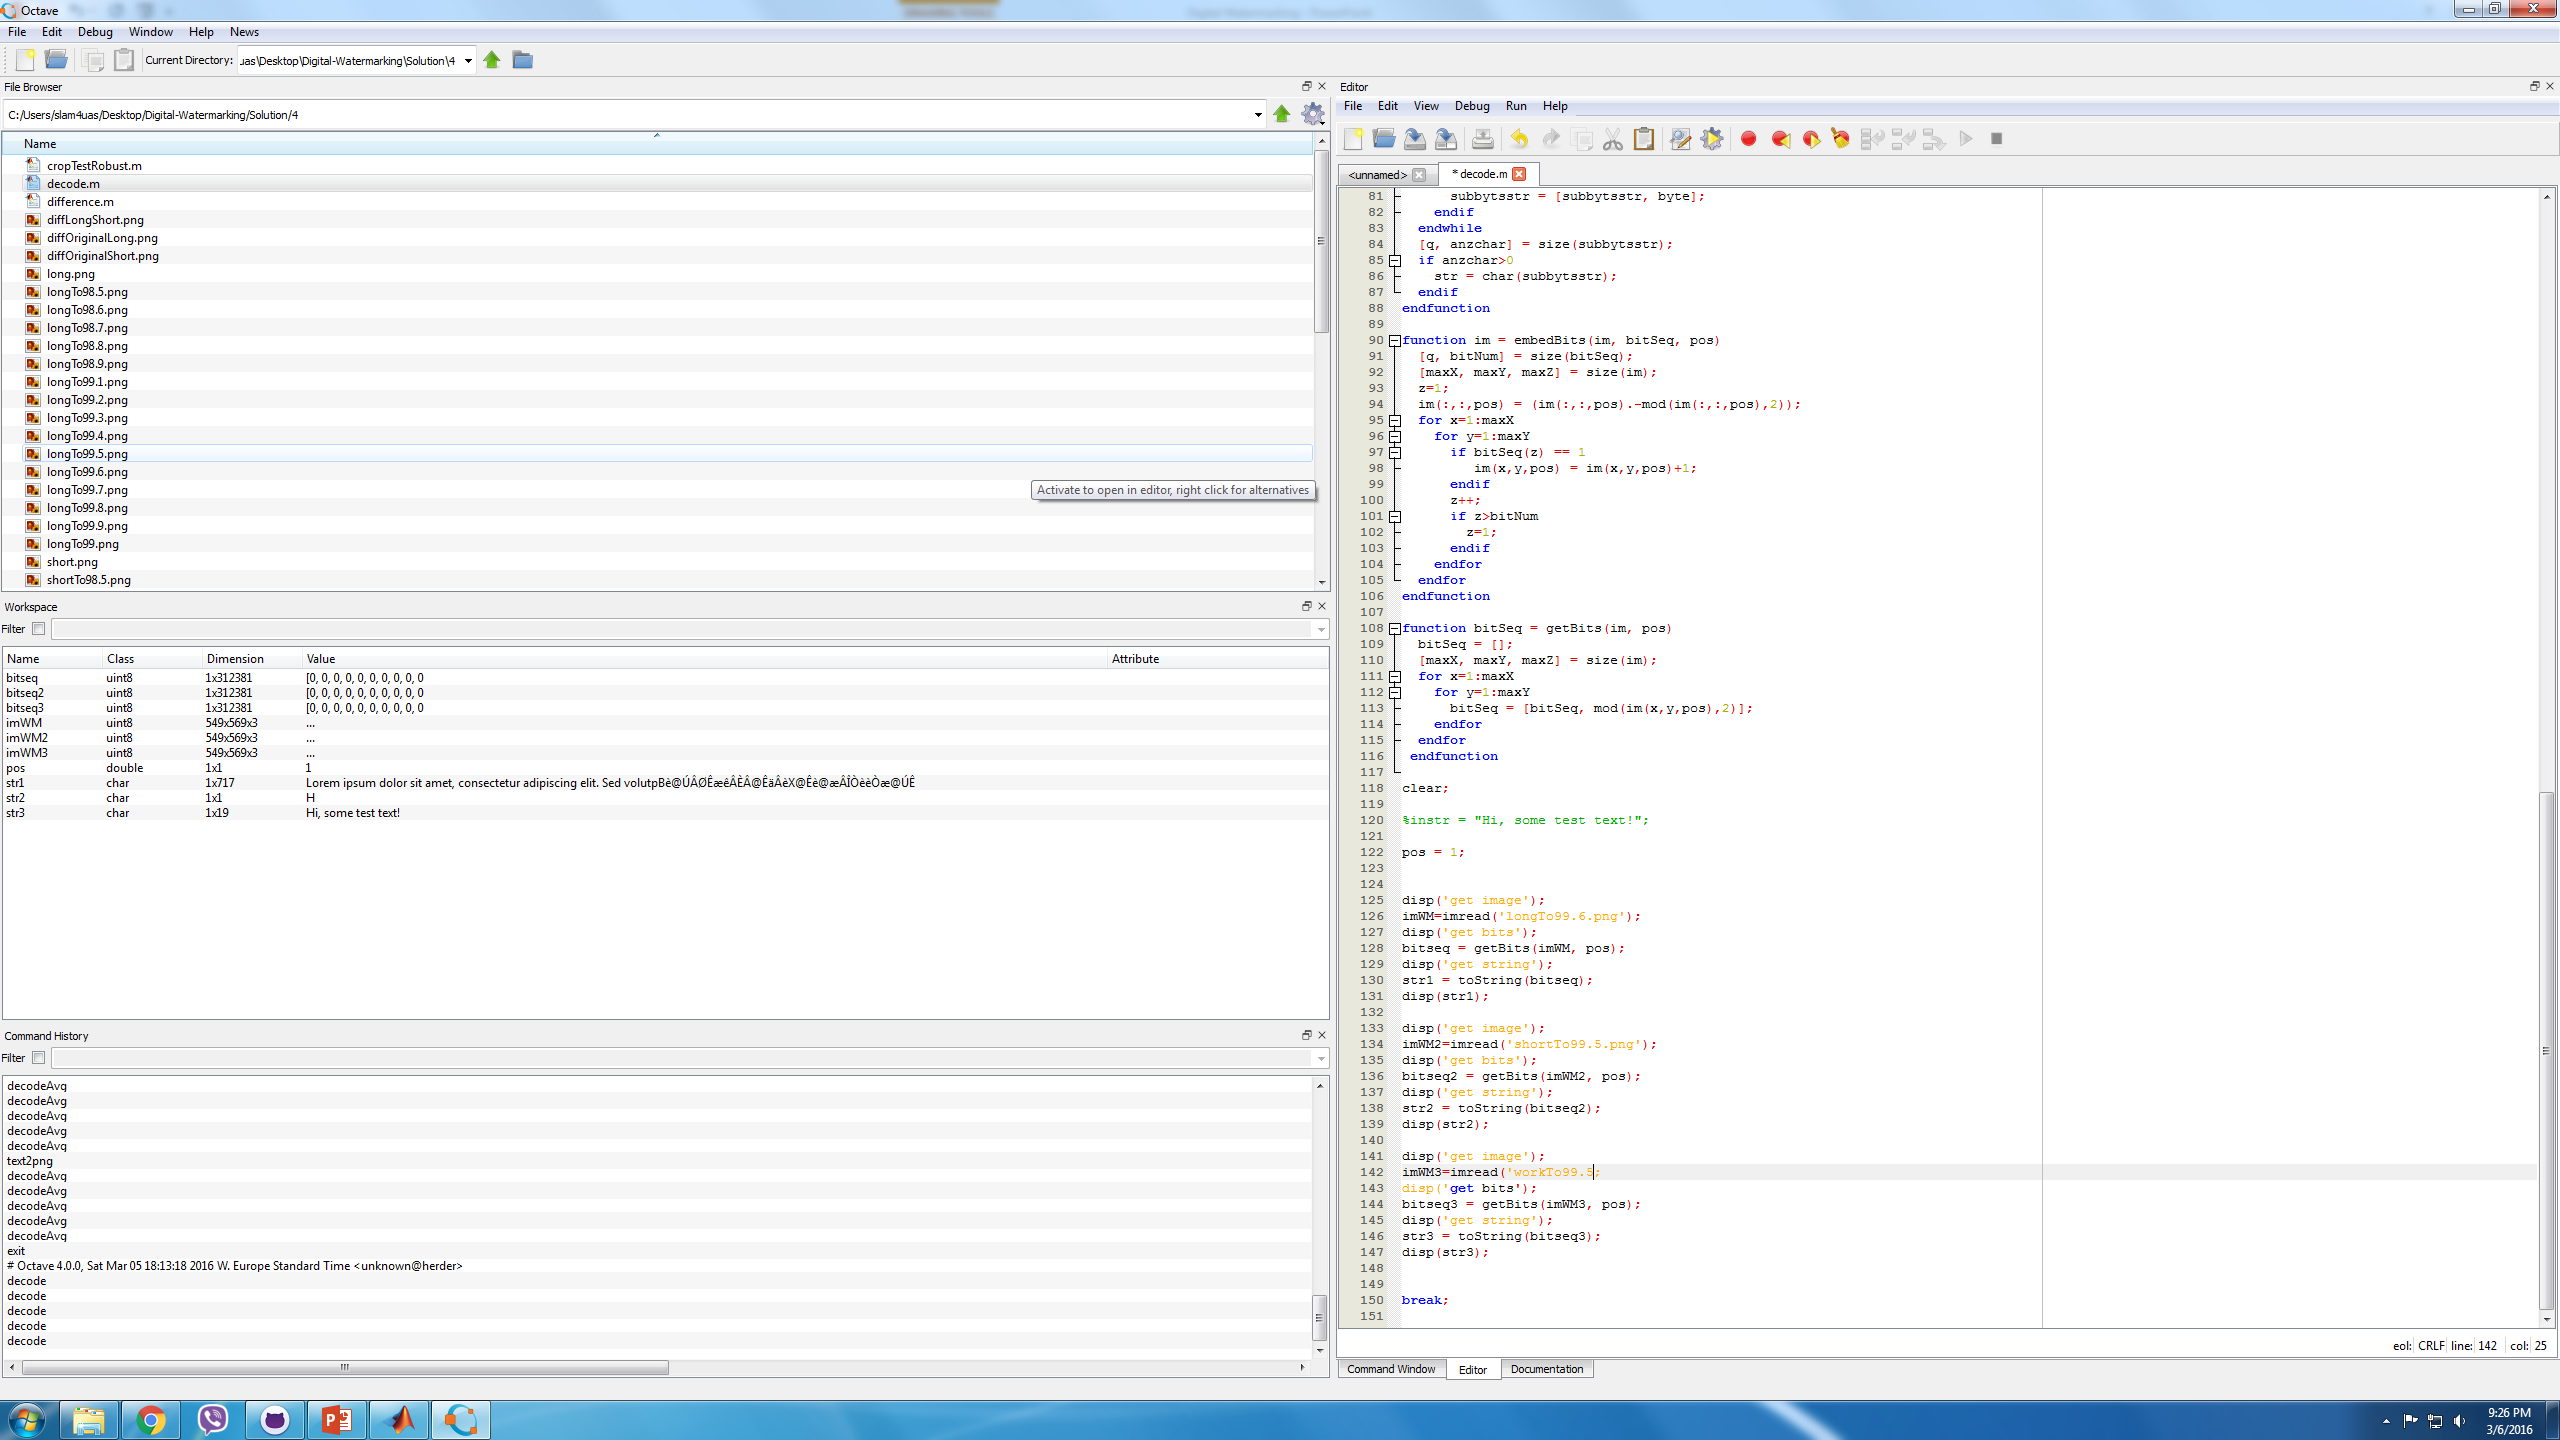 Octave
File Edit Debug Window Help News
Current Directory: ıas\Desktop\Digital-Watermarking\Solution\4
File Browser
C:/Users/slam4uas/Desktop/Digital-Watermarking/Solution/4
Name
cropTestRobust.m
decode.m
difference.m
diffLongShort.png
diffOriginalLong.png
diffOriginalShort.png
long.png
longTo98.5.png
longTo98.6.png
longTo98.7.png
longTo98.8.png
longTo98.9.png
longTo99.1.png
longTo99.2.png
longTo99.3.png
longTo99.4.png
longTo99.5.png
longTo99.6.png
longTo99.7.png
longTo99.8.png
longTo99.9.png
longTo99.png
short.png
shortTo98.5.png
Activate to open in editor, right click for alternatives
Workspace
Filter
Name Class Dimension Value Attribute
bitseq uint8 1x312381 [0, 0, 0, 0, 0, 0, 0, 0, 0, 0
bitseq2 uint8 1x312381 [0, 0, 0, 0, 0, 0, 0, 0, 0, 0
bitseq3 uint8 1x312381 [0, 0, 0, 0, 0, 0, 0, 0, 0, 0
imWM uint8 549x569x3 ...
imWM2 uint8 549x569x3 ...
imWM3 uint8 549x569x3 ...
pos double 1x1 1
str1 char 1x717 Lorem ipsum dolor sit amet, consectetur adipiscing elit. Sed
str2 char 1x1 H
str3 char 1x19 Hi, some test text!
Command History
Filter
decodeAvg
decodeAvg
decodeAvg
decodeAvg
decodeAvg
text2png
decodeAvg
decodeAvg
decodeAvg
decodeAvg
decodeAvg
exit
# Octave 4.0.0, Sat Mar 05 18:13:18 2016 W. Europe Standard Time <unknown@herder>
decode
decode
decode
decode
decode
Editor
File Edit View Debug Run Help
<unnamed> * decode.m
81 subbytsstr = [subbytsstr, byte];
82 endif
83 endwhile
84 [q, anzchar] = size(subbytsstr);
85 if anzchar>0
86 str = char(subbytsstr);
87 endif
88 endfunction
89
90 function im = embedBits(im, bitSeq, pos)
91 [q, bitNum] = size(bitSeq);
92 [maxX, maxY, maxZ] = size(im);
93 z=1;
94 im(:,:,pos) = (im(:,:,pos).-mod(im(:,:,pos),2));
95 for x=1:maxX
96 for y=1:maxY
97 if bitSeq(z) == 1
98 im(x,y,pos) = im(x,y,pos)+1;
99 endif
100 z++;
101 if z>bitNum
102 z=1;
103 endif
104 endfor
105 endfor
106 endfunction
107
108 function bitSeq = getBits(im, pos)
109 bitSeq = [];
110 [maxX, maxY, maxZ] = size(im);
111 for x=1:maxX
112 for y=1:maxY
113 bitSeq = [bitSeq, mod(im(x,y,pos),2)];
114 endfor
115 endfor
116 endfunction
117
118 clear;
119
120 %instr = "Hi, some test text!";
121
122 pos = 1;
123
124
125 disp('get image');
126 imWM=imread('longTo99.6.png');
127 disp('get bits');
128 bitseq = getBits(imWM, pos);
129 disp('get string');
130 str1 = toString(bitseq);
131 disp(str1);
132
133 disp('get image');
134 imWM2=imread('shortTo99.5.png');
135 disp('get bits');
136 bitseq2 = getBits(imWM2, pos);
137 disp('get string');
138 str2 = toString(bitseq2);
139 disp(str2);
140
141 disp('get image');
142 imWM3=imread('workTo99.5;
143 disp('get bits');
144 bitseq3 = getBits(imWM3, pos);
145 disp('get string');
146 str3 = toString(bitseq3);
147 disp(str3);
148
149
150 break;
151
eol: CRLF line: 142 col: 25
Command Window Editor Documentation
9:26 PM
3/6/2016